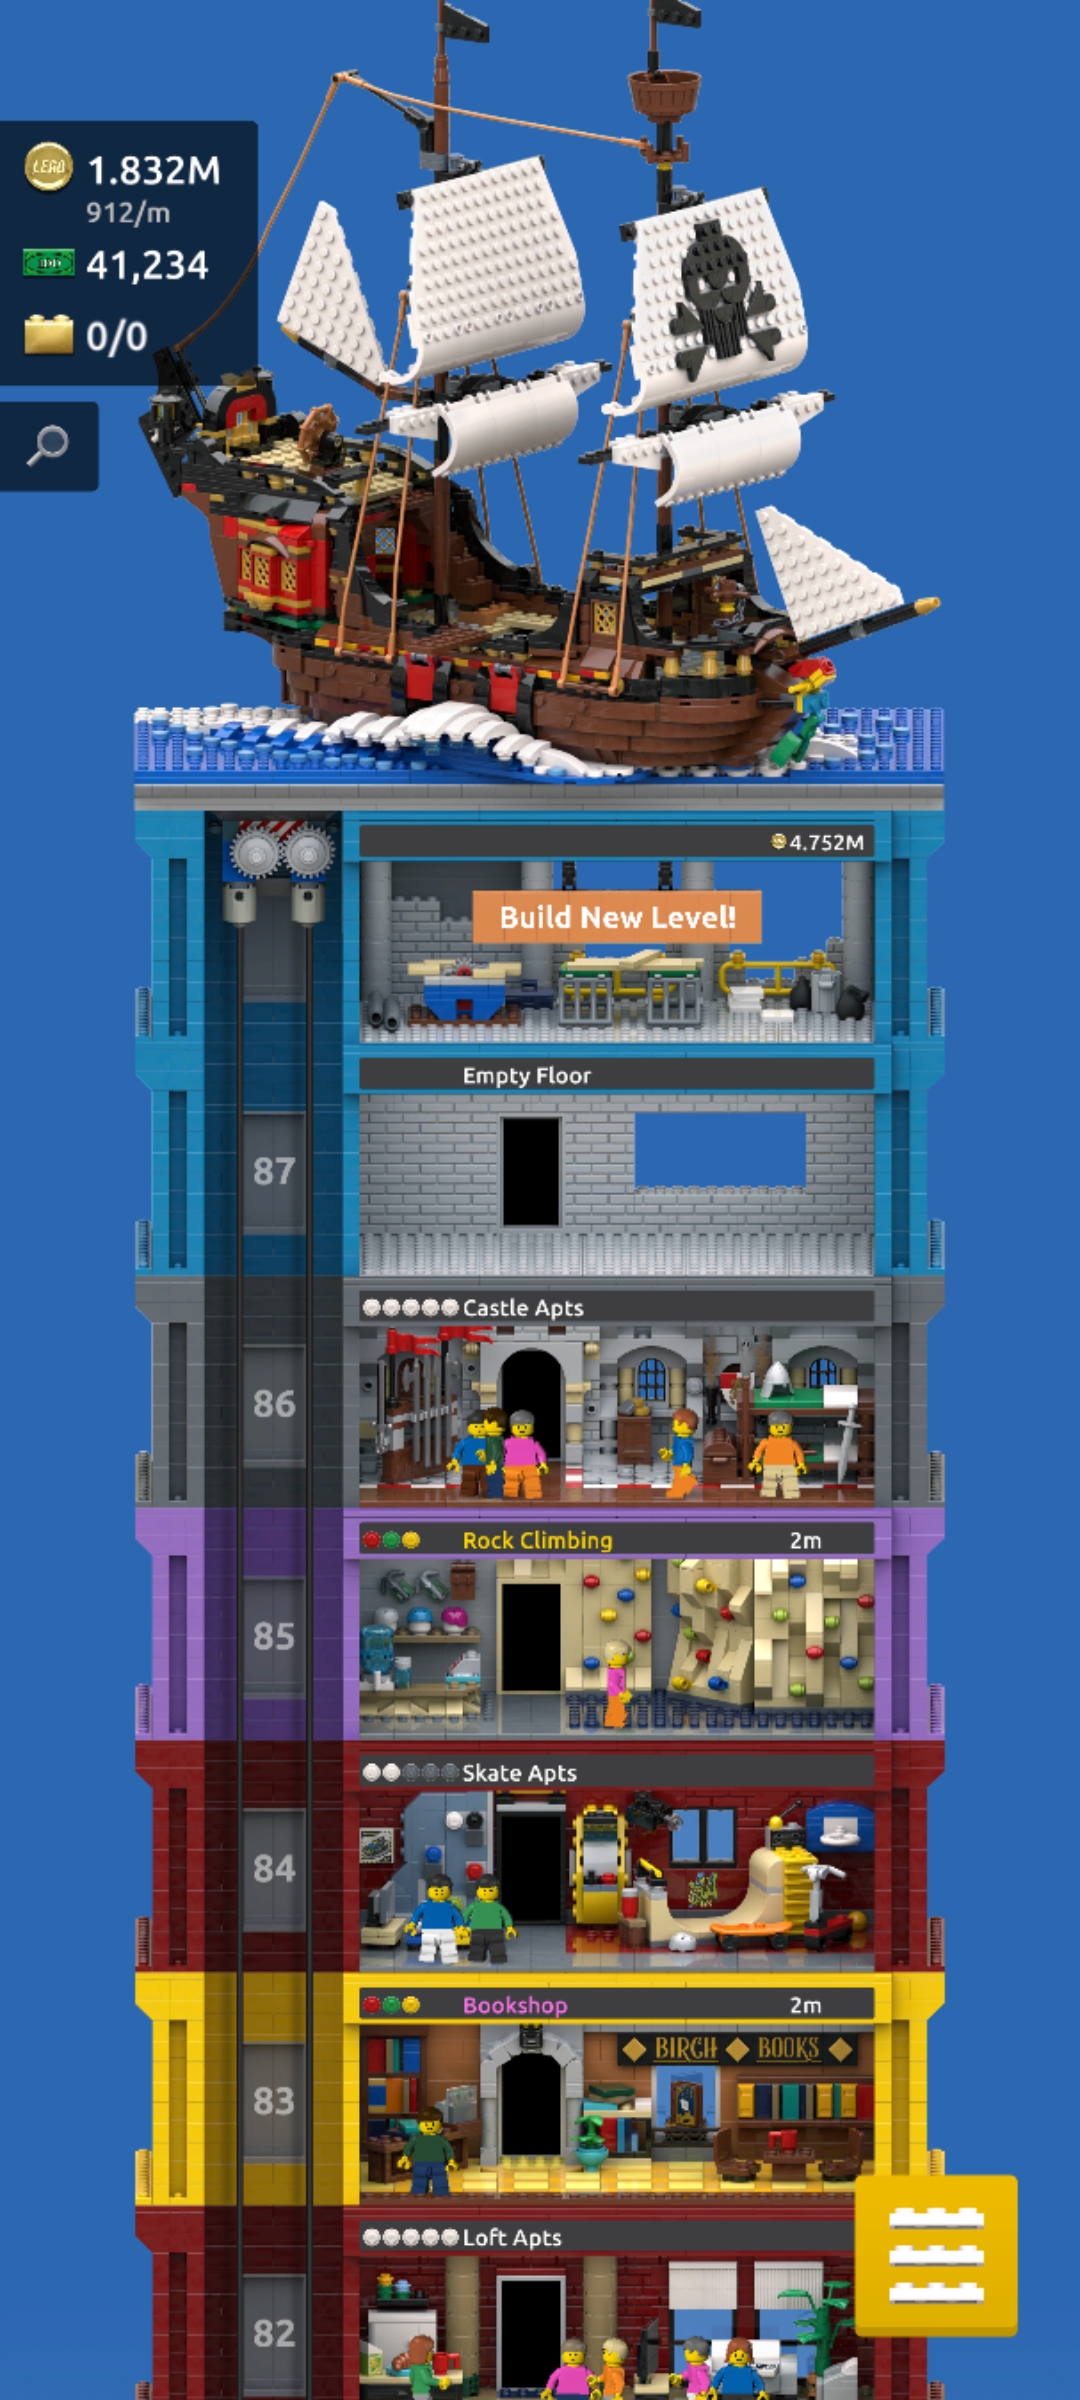 LEGO
1.832M
912/m
41,234
0/0
4.752M
Build New Level!
Empty Floor
87
Castle Apts
86
Rock Climbing 2m
85
Skate Apts
84
Bookshop 2m
BIRCH BOOKS
83
Loft Apts
82